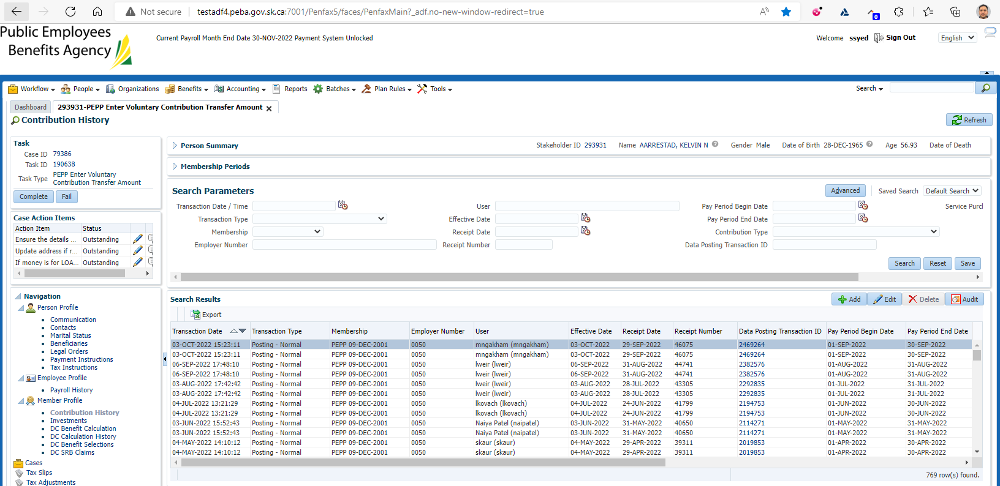 Not secure | testadf4.peba.gov.sk.ca:7001/Penfax5/faces/PenfaxMain?_adf.no-new-window-redirect=true
0
Public Employees
Benefits Agency
Current Payroll Month End Date 30-NOV-2022 Payment System Unlocked
Welcome ssyed Sign Out English
Workflow People Organizations Benefits Accounting Reports Batches Plan Rules Tools Search
Dashboard 293931-PEPP Enter Voluntary Contribution Transfer Amount
Contribution History Refresh
Task
Case ID 79386
Task ID 190638
Task Type PEPP Enter Voluntary
Contribution Transfer Amount
Complete Fail
Case Action Items
Action Item Status
Ensure the details ... Outstanding
Update address if r... Outstanding
If money is for LOA... Outstanding
Navigation
Person Profile
Communication
Contacts
Marital Status
Beneficiaries
Legal Orders
Payment Instructions
Tax Instructions
Employee Profile
Payroll History
Member Profile
Contribution History
Investments
DC Benefit Calculation
DC Calculation History
DC Benefit Selections
DC SRB Claims
Cases
Tax Slips
Tax Adjustments
Person Summary Stakeholder ID 293931 Name AARRESTAD, KELVIN N Gender Male Date of Birth 28-DEC-1965 Age 56.93 Date of Death
Membership Periods
Search Parameters Advanced Saved Search Default Search
Transaction Date / Time User Pay Period Begin Date Service Purcl
Transaction Type Effective Date Pay Period End Date
Membership Receipt Date Contribution Type
Employer Number Receipt Number Data Posting Transaction ID
Search Reset Save
Search Results Add Edit Delete Audit
Export
Transaction Date Transaction Type Membership Employer Number User Effective Date Receipt Date Receipt Number Data Posting Transaction ID Pay Period Begin Date Pay Period End Date
03-OCT-2022 15:23:11 Posting - Normal PEPP 09-DEC-2001 0050 mngakham (mngakham) 03-OCT-2022 29-SEP-2022 46075 2469264 01-SEP-2022 30-SEP-2022
03-OCT-2022 15:23:11 Posting - Normal PEPP 09-DEC-2001 0050 mngakham (mngakham) 03-OCT-2022 29-SEP-2022 46075 2469264 01-SEP-2022 30-SEP-2022
06-SEP-2022 17:48:10 Posting - Normal PEPP 09-DEC-2001 0050 lweir (lweir) 06-SEP-2022 31-AUG-2022 44741 2382576 01-AUG-2022 31-AUG-2022
06-SEP-2022 17:48:10 Posting - Normal PEPP 09-DEC-2001 0050 lweir (lweir) 06-SEP-2022 31-AUG-2022 44741 2382576 01-AUG-2022 31-AUG-2022
03-AUG-2022 17:42:42 Posting - Normal PEPP 09-DEC-2001 0050 lweir (lweir) 03-AUG-2022 28-JUL-2022 43305 2292835 01-JUL-2022 31-JUL-2022
03-AUG-2022 17:42:42 Posting - Normal PEPP 09-DEC-2001 0050 lweir (lweir) 03-AUG-2022 28-JUL-2022 43305 2292835 01-JUL-2022 31-JUL-2022
04-JUL-2022 13:21:29 Posting - Normal PEPP 09-DEC-2001 0050 lkovach (lkovach) 04-JUL-2022 24-JUN-2022 41799 2194753 01-JUN-2022 30-JUN-2022
04-JUL-2022 13:21:29 Posting - Normal PEPP 09-DEC-2001 0050 lkovach (lkovach) 04-JUL-2022 24-JUN-2022 41799 2194753 01-JUN-2022 30-JUN-2022
03-JUN-2022 15:52:43 Posting - Normal PEPP 09-DEC-2001 0050 Naiya Patel (naipatel) 03-JUN-2022 31-MAY-2022 40650 2114271 01-MAY-2022 31-MAY-2022
03-JUN-2022 15:52:43 Posting - Normal PEPP 09-DEC-2001 0050 Naiya Patel (naipatel) 03-JUN-2022 31-MAY-2022 40650 2114271 01-MAY-2022 31-MAY-2022
04-MAY-2022 14:10:12 Posting - Normal PEPP 09-DEC-2001 0050 skaur (skaur) 04-MAY-2022 29-APR-2022 39311 2019853 01-APR-2022 30-APR-2022
04-MAY-2022 14:10:12 Posting - Normal PEPP 09-DEC-2001 0050 skaur (skaur) 04-MAY-2022 29-APR-2022 39311 2019853 01-APR-2022 30-APR-2022
769 row(s) found.